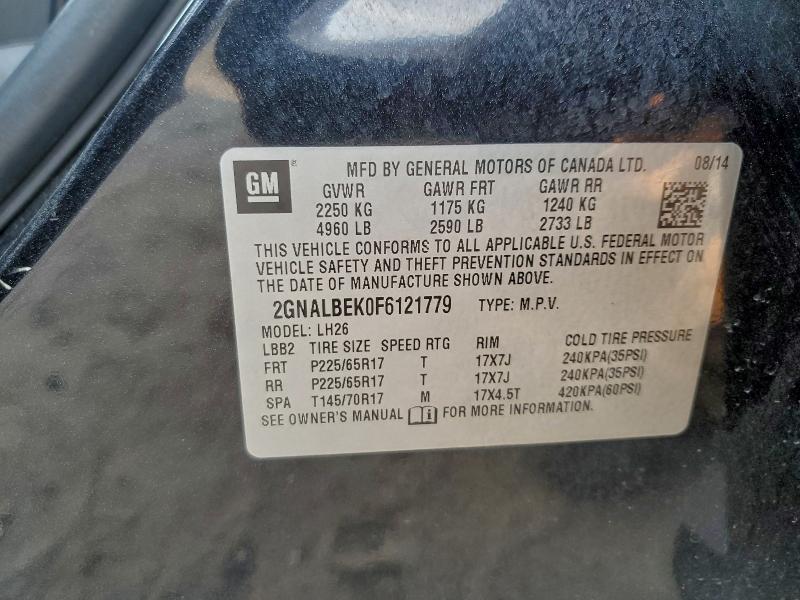 GM ® MFD BY GENERAL MOTORS OF CANADA LTD. 08/14
GVWR GAWR FRT GAWR RR
2250 KG 1175 KG 1240 KG
4960 LB 2590 LB 2733 LB
THIS VEHICLE CONFORMS TO ALL APPLICABLE U.S. FEDERAL MOTOR
VEHICLE SAFETY AND THEFT PREVENTION STANDARDS IN EFFECT ON
THE DATE OF MANUFACTURE SHOWN ABOVE.
2GNALBEK0F6121779 TYPE: M.P.V.
MODEL: LH26
LBB2 TIRE SIZE SPEED RTG RIM COLD TIRE PRESSURE
FRT P225/65R17 T 17X7J 240KPA(35PSI)
RR P225/65R17 T 17X7J 240KPA(35PSI)
SPA T145/70R17 M 17X4.5T 420KPA(60PSI)
SEE OWNER'S MANUAL FOR MORE INFORMATION.